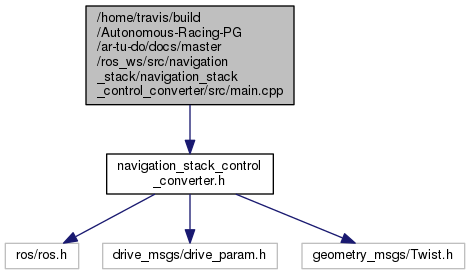 /home/travis/build
/Autonomous-Racing-PG
/ar-tu-do/docs/master
/ros_ws/src/navigation
_stack/navigation_stack
_control_converter/src/main.cpp
navigation_stack_control
_converter.h
ros/ros.h
drive_msgs/drive_param.h
geometry_msgs/Twist.h